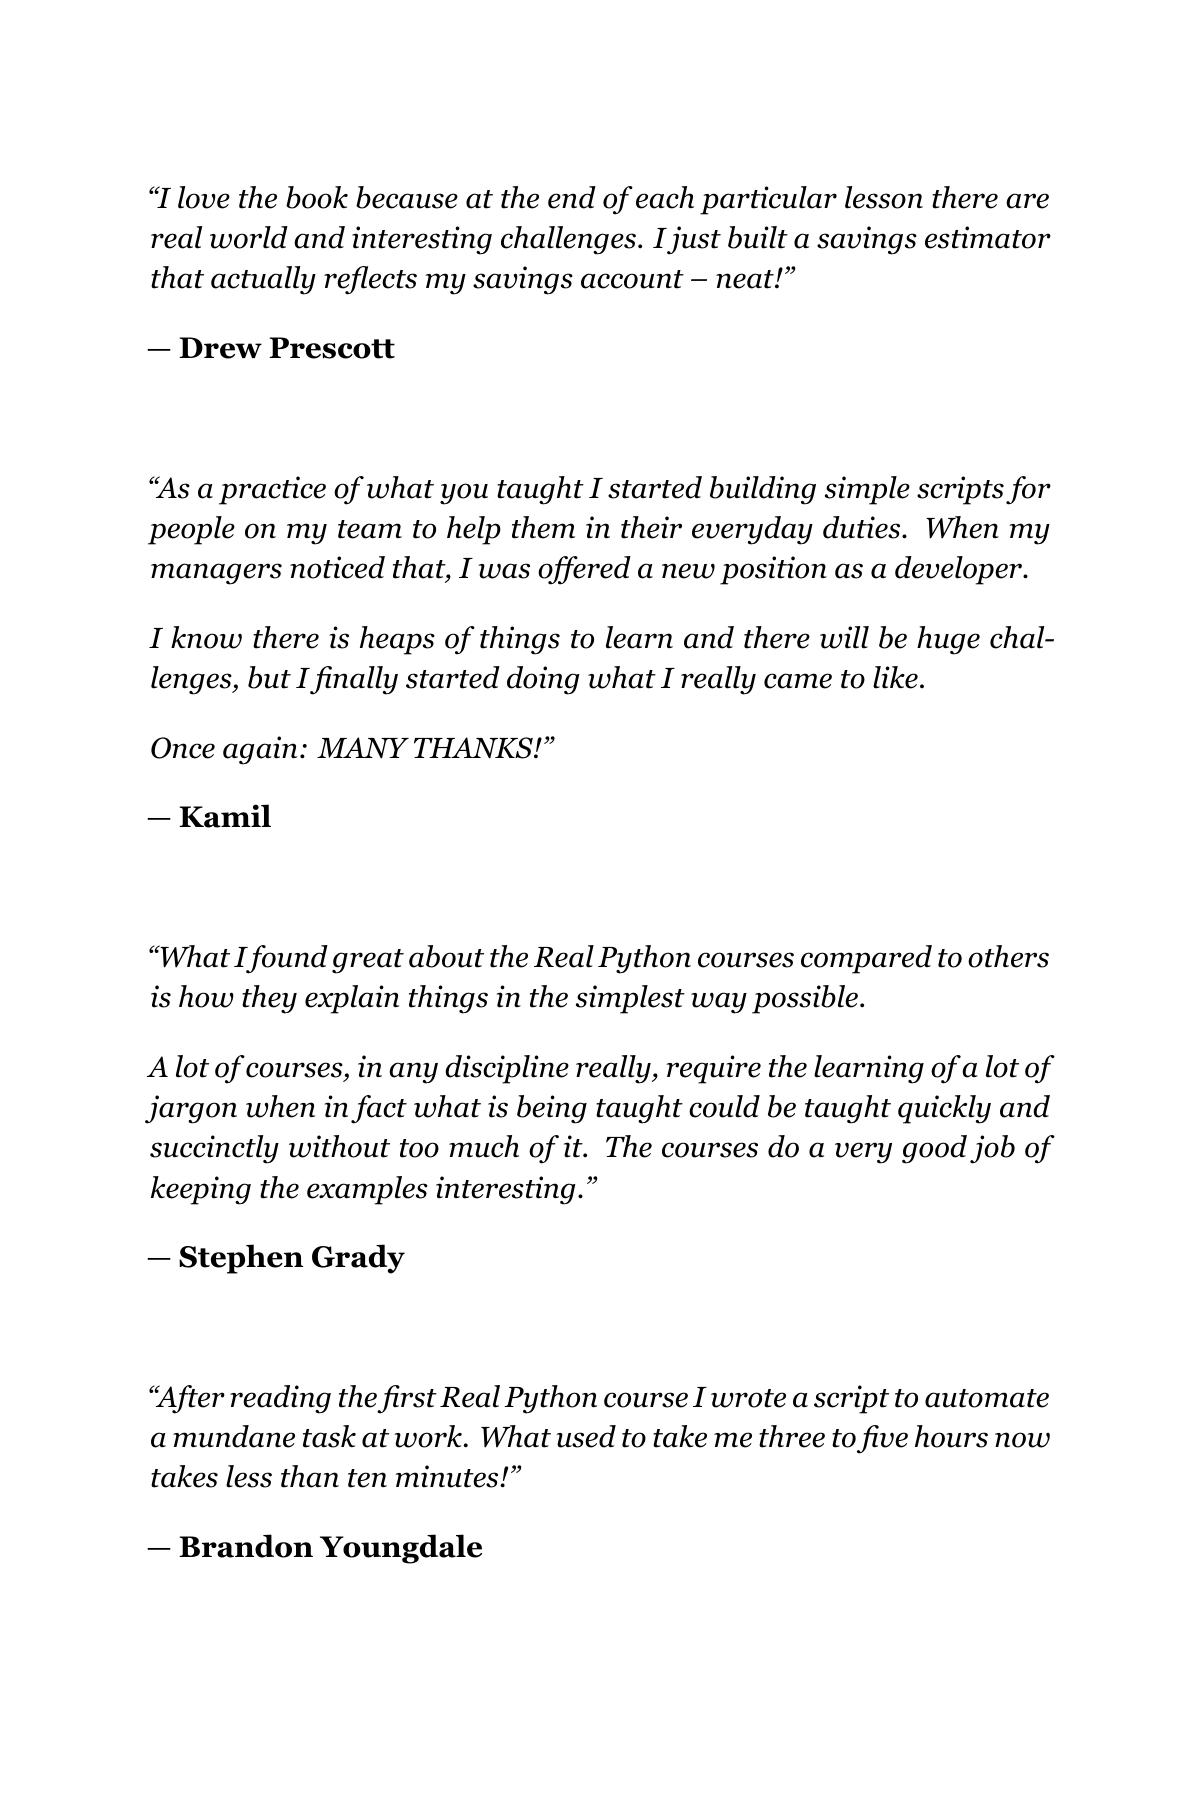 “I love the book because at the end of each particular lesson there are
real world and interesting challenges. I just built a savings estimator
that actually reflects my savings account – neat!”
— Drew Prescott
“As a practice of what you taught I started building simple scripts for
people on my team to help them in their everyday duties. When my
managers noticed that, I was offered a new position as a developer.
I know there is heaps of things to learn and there will be huge chal-
lenges, but I finally started doing what I really came to like.
Once again: MANY THANKS!”
— Kamil
“What I found great about the Real Python courses compared to others
is how they explain things in the simplest way possible.
A lot of courses, in any discipline really, require the learning of a lot of
jargon when in fact what is being taught could be taught quickly and
succinctly without too much of it. The courses do a very good job of
keeping the examples interesting.”
— Stephen Grady
“After reading the first Real Python course I wrote a script to automate
a mundane task at work. What used to take me three to five hours now
takes less than ten minutes!”
— Brandon Youngdale